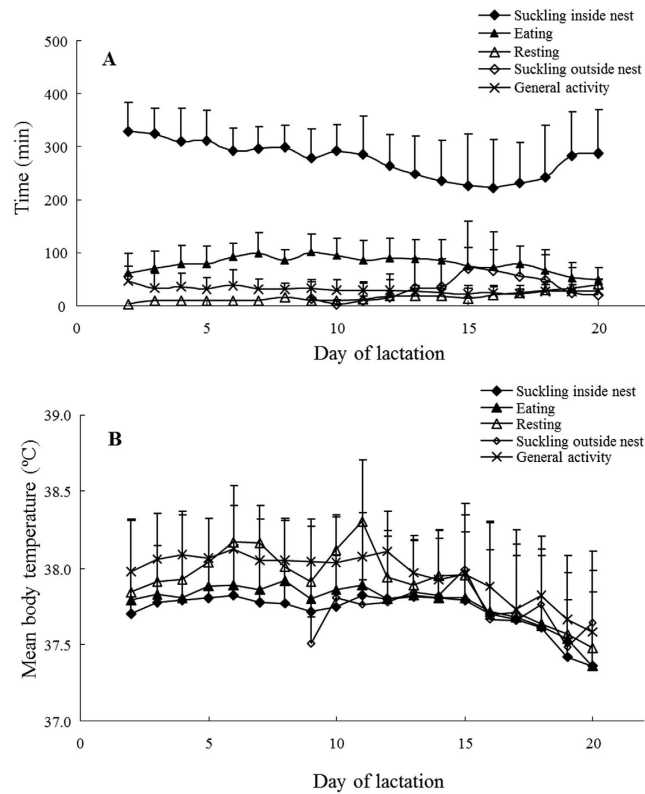 Suckling inside nest
Eating
Resting
Suckling outside nest
General activity
A
500
400
300
200
100
0
Time (min)
0 5 10 15 20
Day of lactation
Suckling inside nest
Eating
Resting
Suckling outside nest
General activity
B
39.0
38.5
38.0
37.5
37.0
Mean body temperature (ºC)
0 5 10 15 20
Day of lactation